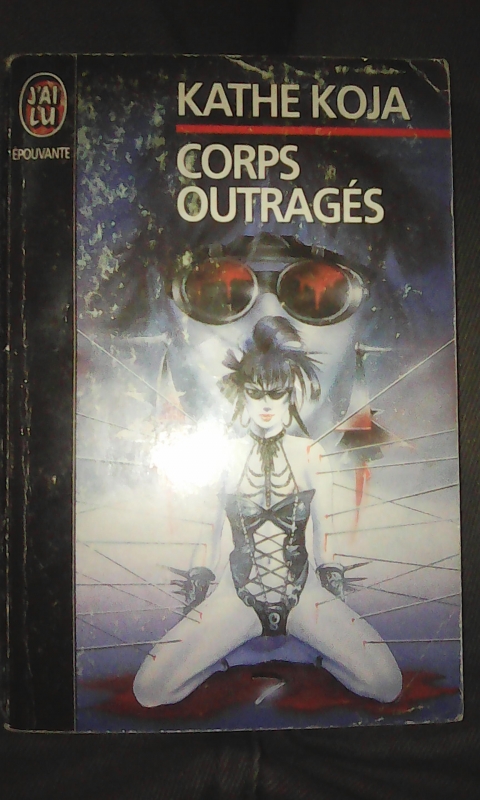 J'AI
LU
ÉPOUVANTE
KATHE KOJA
CORPS
OUTRAGÉS